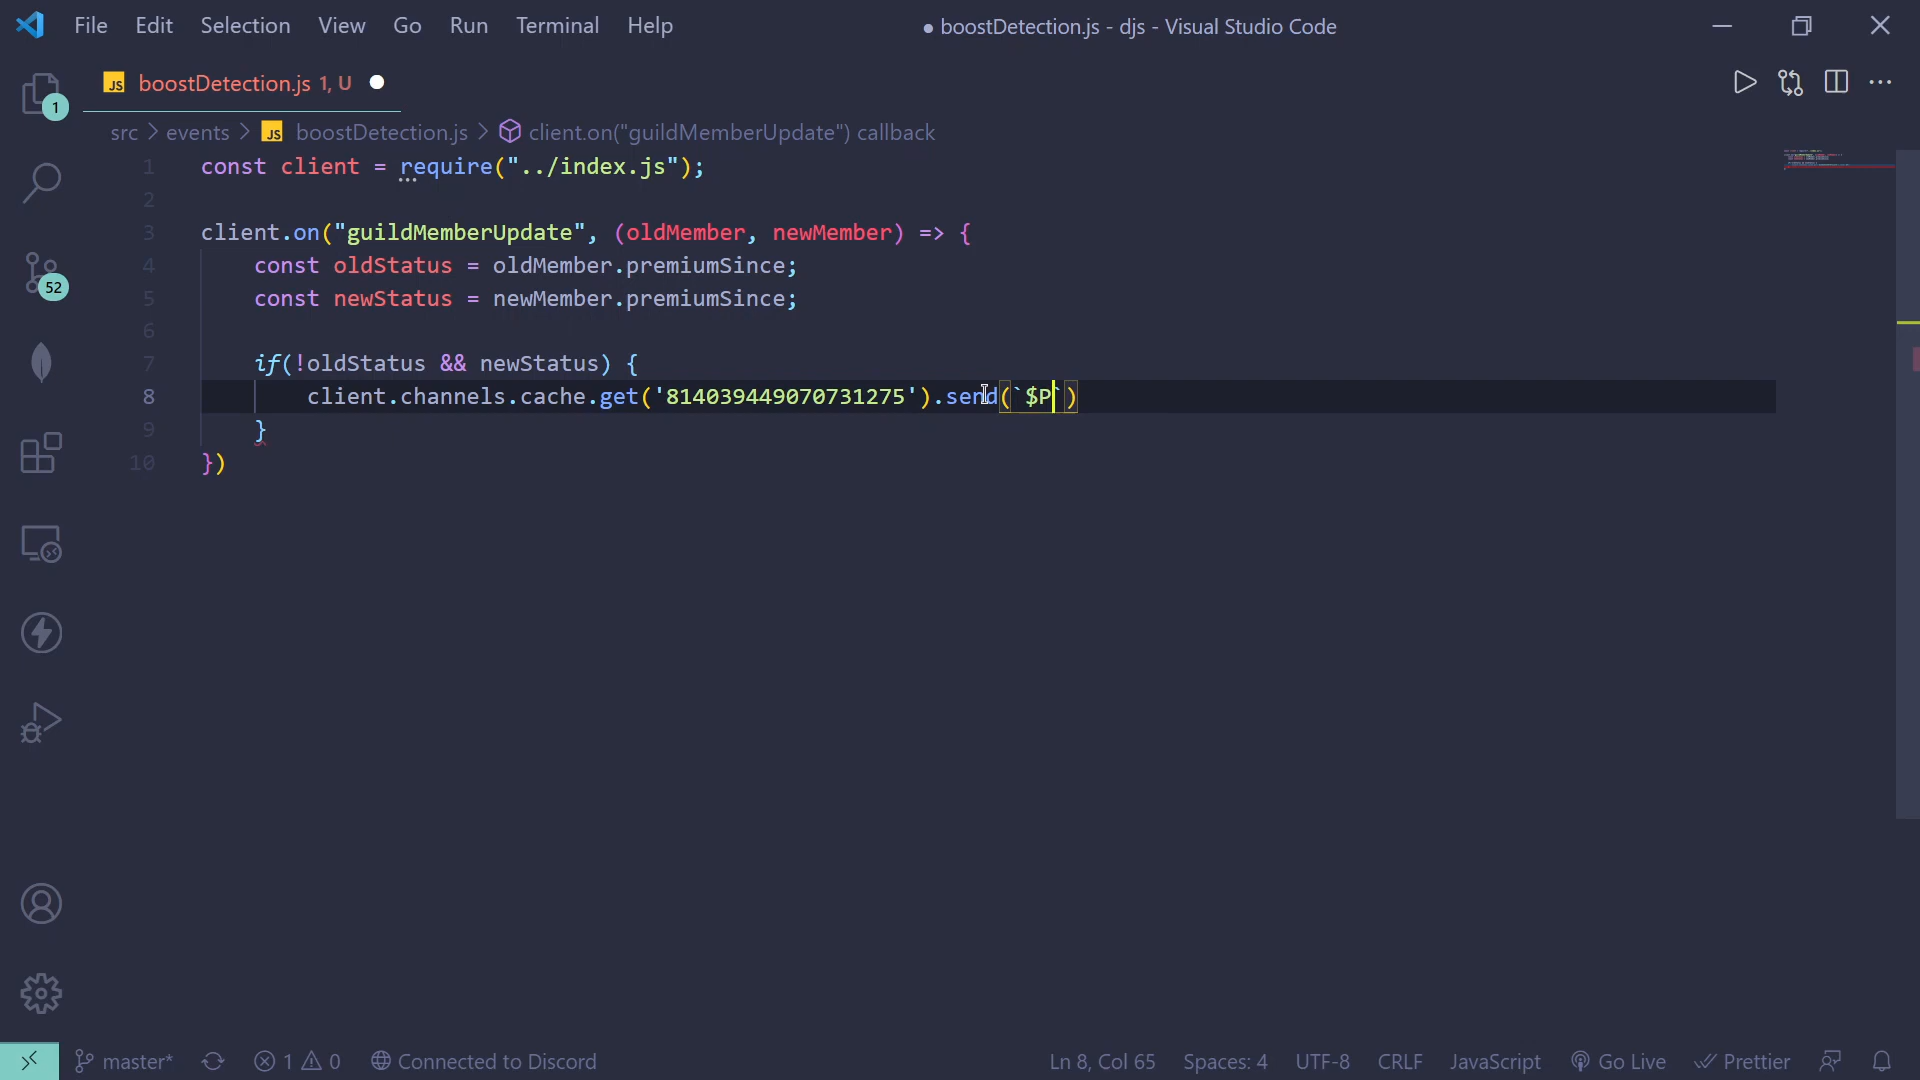 File Edit Selection View Go Run Terminal Help
● boostDetection.js - djs - Visual Studio Code
JS boostDetection.js 1, U
src > events > JS boostDetection.js > client.on("guildMemberUpdate") callback
1 const client = require("../index.js");
2
3 client.on("guildMemberUpdate", (oldMember, newMember) => {
4 const oldStatus = oldMember.premiumSince;
5 const newStatus = newMember.premiumSince;
6
7 if(!oldStatus && newStatus) {
8 client.channels.cache.get('814039449070731275').send(`$P`)
9 }
10 })
1
52
master* 1 0 Connected to Discord Ln 8, Col 65 Spaces: 4 UTF-8 CRLF JavaScript Go Live Prettier